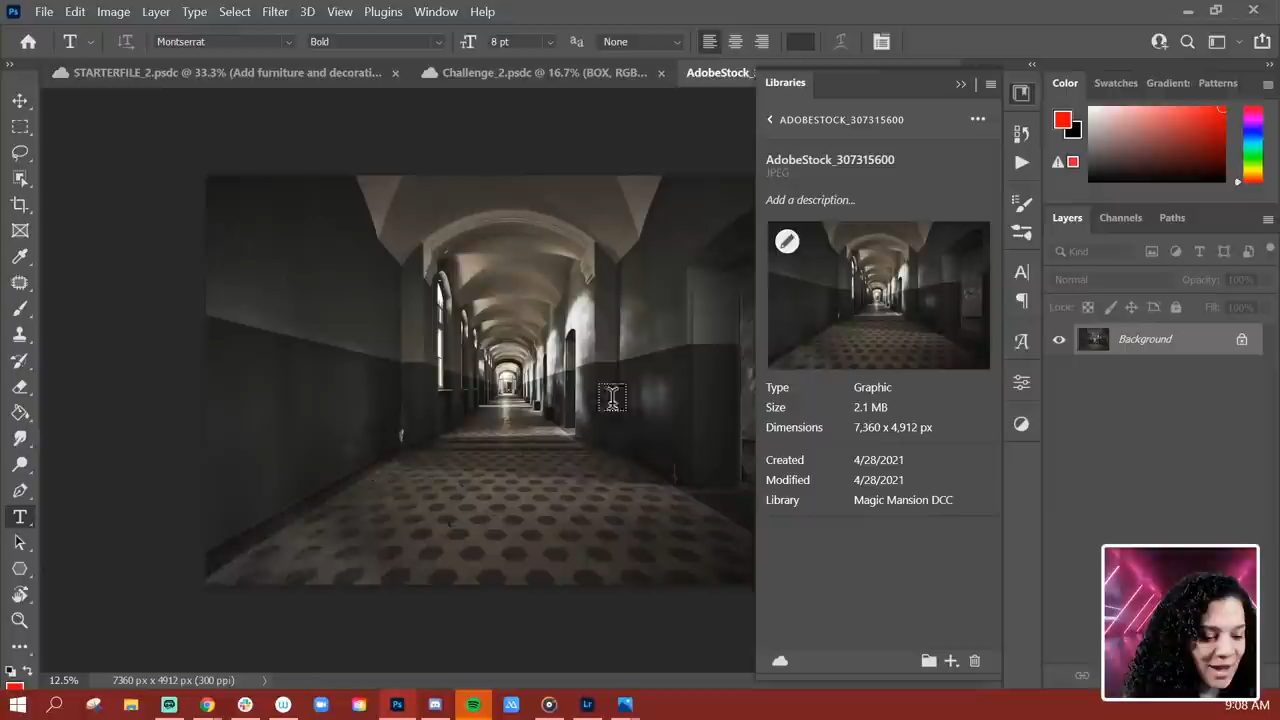 Ps File Edit Image Layer Type Select Filter 3D View Plugins Window Help
T Montserrat Bold 8 pt None
STARTERFILE_2.psdc @ 33.3% (Add furniture and decorati... × Challenge_2.psdc @ 16.7% (BOX, RGB... × AdobeStock_
Libraries
ADOBESTOCK_307315600
AdobeStock_307315600
JPEG
Add a description...
Type Graphic
Size 2.1 MB
Dimensions 7,360 x 4,912 px
Created 4/28/2021
Modified 4/28/2021
Library Magic Mansion DCC
Color Swatches Gradient: Patterns
Layers Channels Paths
Kind
Normal Opacity: 100%
Lock: Fill: 100%
Background
12.5% 7360 px x 4912 px (300 ppi)
Ps Lr
9:08 AM